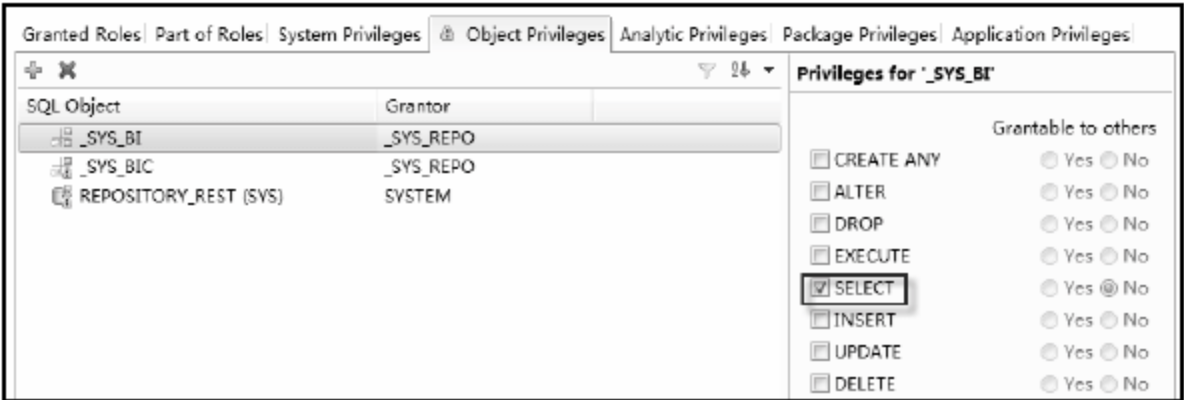 Granted Roles Part of Roles System Privileges Object Privileges Analytic Privileges Package Privileges Application Privileges
Privileges for '_SYS_BI'
SQL Object Grantor
_SYS_BI _SYS_REPO
_SYS_BIC _SYS_REPO
REPOSITORY_REST (SYS) SYSTEM
Grantable to others
CREATE ANY Yes No
ALTER Yes No
DROP Yes No
EXECUTE Yes No
SELECT Yes No
INSERT Yes No
UPDATE Yes No
DELETE Yes No